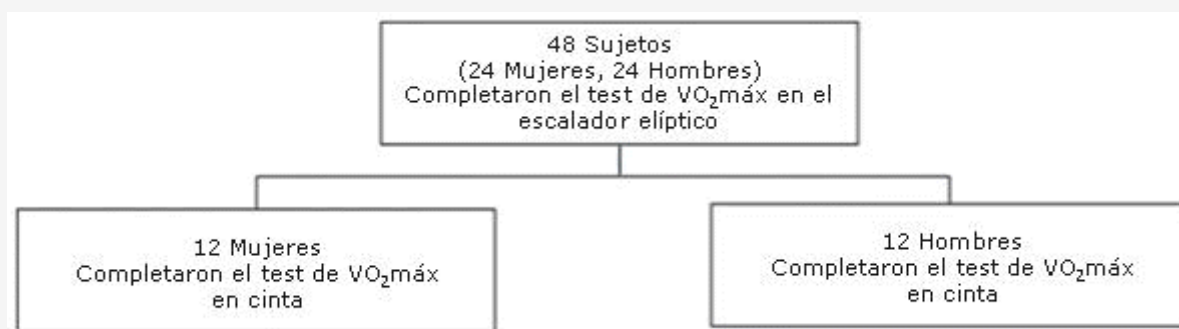 48 Sujetos
(24 Mujeres, 24 Hombres)
Completaron el test de VO₂máx en el
escalador elíptico
12 Mujeres
Completaron el test de VO₂máx
en cinta
12 Hombres
Completaron el test de VO₂máx
en cinta